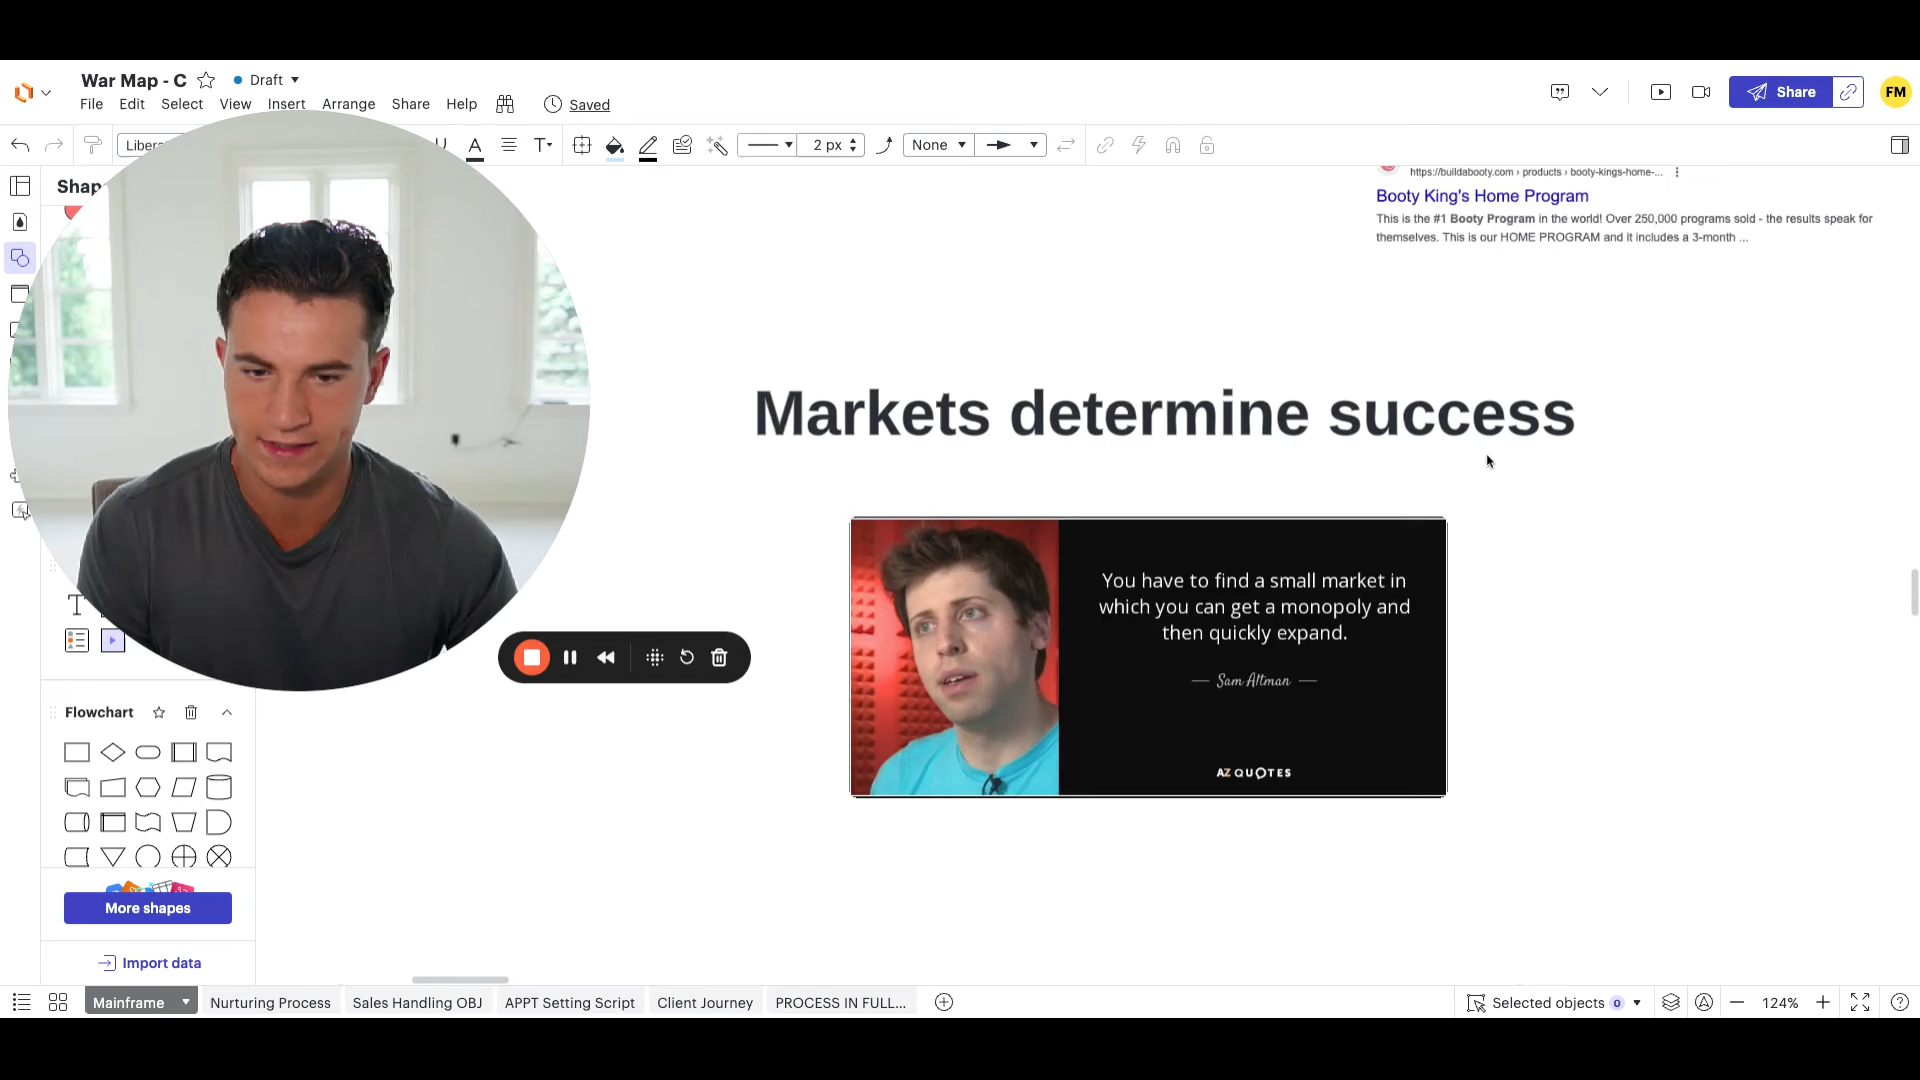 War Map - C
Draft
File Edit Select View Insert Arrange Share Help Saved
Share
FM
2 px
None
Flowchart
https://buildabooty.com › products › booty-kings-home-...
Booty King's Home Program
This is the #1 Booty Program in the world! Over 250,000 programs sold - the results speak for
themselves. This is our HOME PROGRAM and it includes a 3-month ...
Markets determine success
You have to find a small market in
which you can get a monopoly and
then quickly expand.
— Sam Altman —
AZ QUOTES
More shapes
Import data
Mainframe Nurturing Process Sales Handling OBJ APPT Setting Script Client Journey PROCESS IN FULL...
Selected objects 0
124%